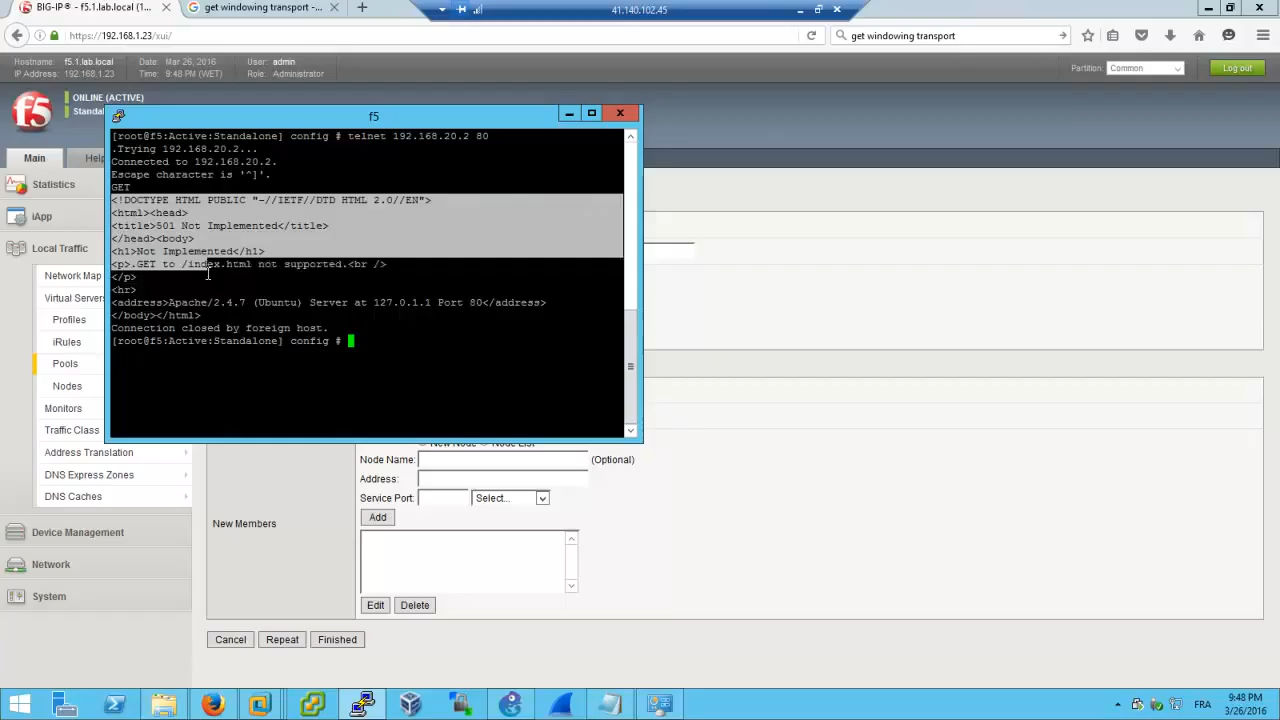 BIG-IP® - f5.1.lab.local (1...
get windowing transport -...
41.140.102.45
https://192.168.1.23/xui/
get windowing transport
Hostname: f5.1.lab.local
Date: Mar 26, 2016
User: admin
IP Address: 192.168.1.23
Time: 9:48 PM (WET)
Role: Administrator
Partition: Common
Log out
f5
ONLINE (ACTIVE)
Standal
Main
Help
Statistics
iApp
Local Traffic
Network Map
Virtual Servers
Profiles
iRules
Pools
Nodes
Monitors
Traffic Class
Address Translation
DNS Express Zones
DNS Caches
Device Management
Network
System
f5
[root@f5:Active:Standalone] config # telnet 192.168.20.2 80
.Trying 192.168.20.2...
Connected to 192.168.20.2.
Escape character is '^]'.
GET
<!DOCTYPE HTML PUBLIC "-//IETF//DTD HTML 2.0//EN">
<html><head>
<title>501 Not Implemented</title>
</head><body>
<h1>Not Implemented</h1>
<p>.GET to /index.html not supported.<br />
</p>
<hr>
<address>Apache/2.4.7 (Ubuntu) Server at 127.0.1.1 Port 80</address>
</body></html>
Connection closed by foreign host.
[root@f5:Active:Standalone] config #
New Node
Node List
Node Name:
(Optional)
Address:
Service Port:
Select...
New Members
Add
Edit
Delete
Cancel
Repeat
Finished
FRA
9:48 PM
3/26/2016